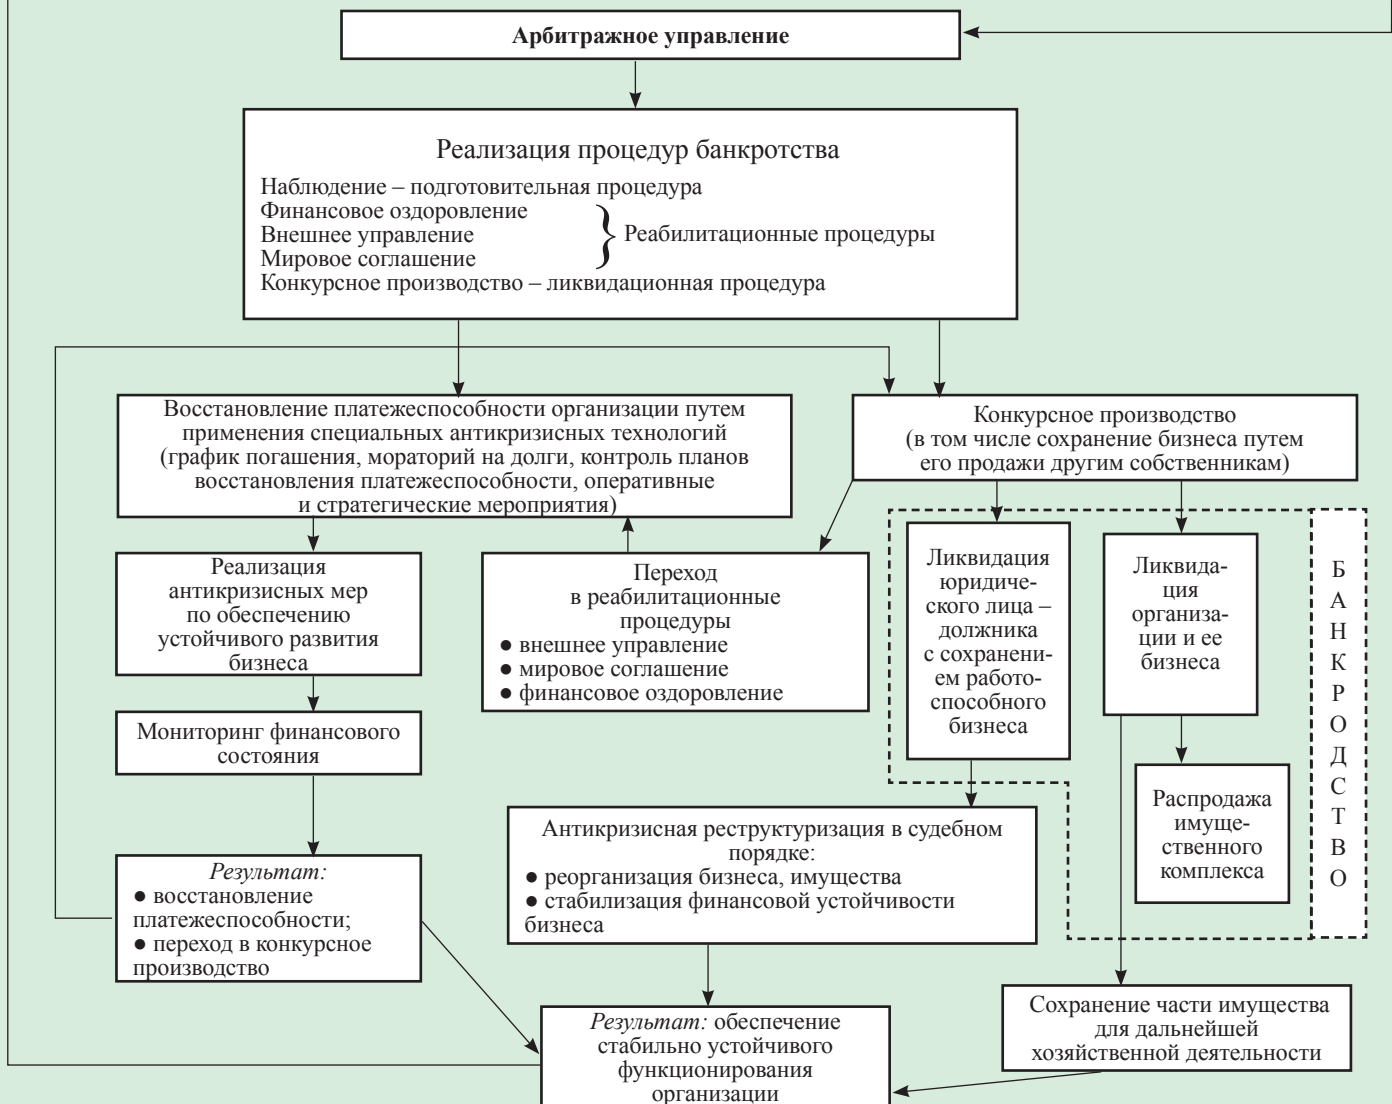 Арбитражное управление
Реализация процедур банкротства
Наблюдение – подготовительная процедура
Финансовое оздоровление
Внешнее управление
Мировое соглашение
} Реабилитационные процедуры
Конкурсное производство – ликвидационная процедура
Восстановление платежеспособности организации путем
применения специальных антикризисных технологий
(график погашения, мораторий на долги, контроль планов
восстановления платежеспособности, оперативные
и стратегические мероприятия)
Конкурсное производство
(в том числе сохранение бизнеса путем
его продажи другим собственникам)
Реализация
антикризисных мер
по обеспечению
устойчивого развития
бизнеса
Переход
в реабилитационные
процедуры
● внешнее управление
● мировое соглашение
● финансовое оздоровление
Ликвидация
юридиче-
ского лица –
должника
с сохранени-
ем работо-
способного
бизнеса
Ликвида-
ция
организа-
ции и ее
бизнеса
Б
А
Н
К
Р
О
Д
С
Т
В
О
Мониторинг финансового
состояния
Распродажа
имуще-
ственного
комплекса
Антикризисная реструктуризация в судебном
порядке:
● реорганизация бизнеса, имущества
● стабилизация финансовой устойчивости
бизнеса
Результат:
● восстановление
платежеспособности;
● переход в конкурсное
производство
Результат: обеспечение
стабильно устойчивого
функционирования
организации
Сохранение части имущества
для дальнейшей
хозяйственной деятельности